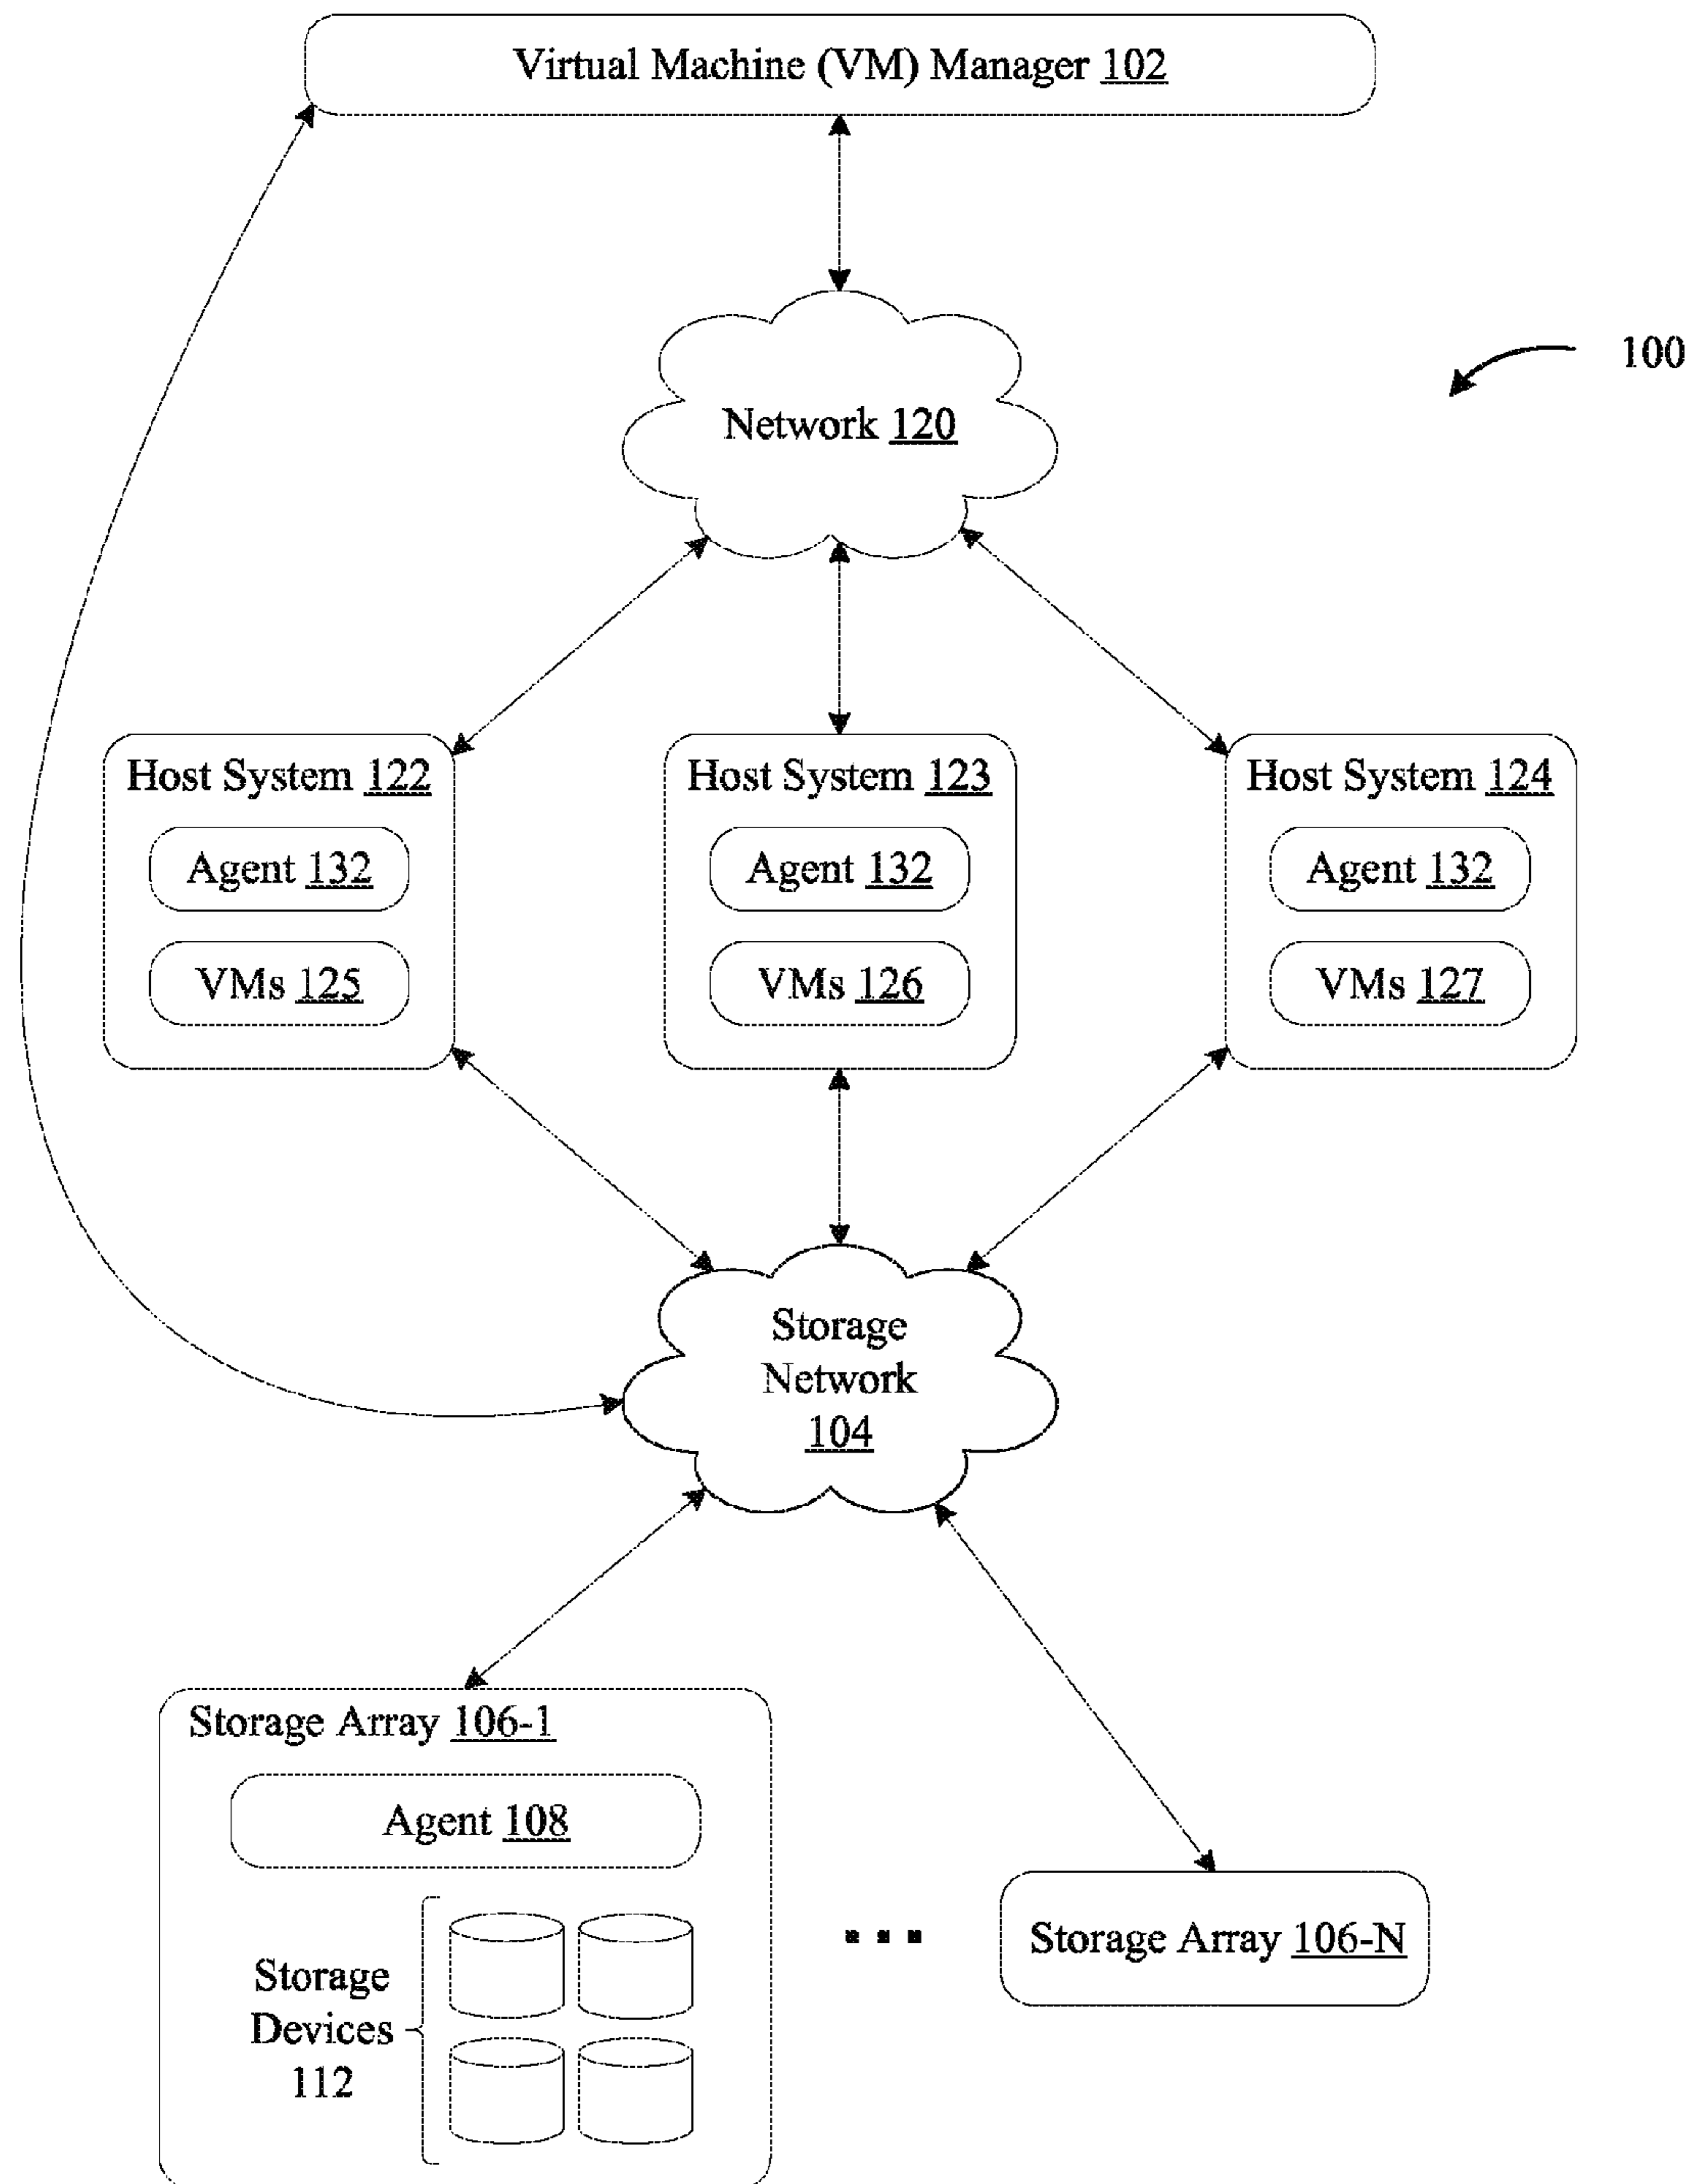 Virtual Machine (VM) Manager 102
100
Network 120
Host System 122
Agent 132
VMs 125
Host System 123
Agent 132
VMs 126
Host System 124
Agent 132
VMs 127
Storage
Network
104
Storage Array 106-1
Agent 108
Storage
Devices
112
Storage Array 106-N